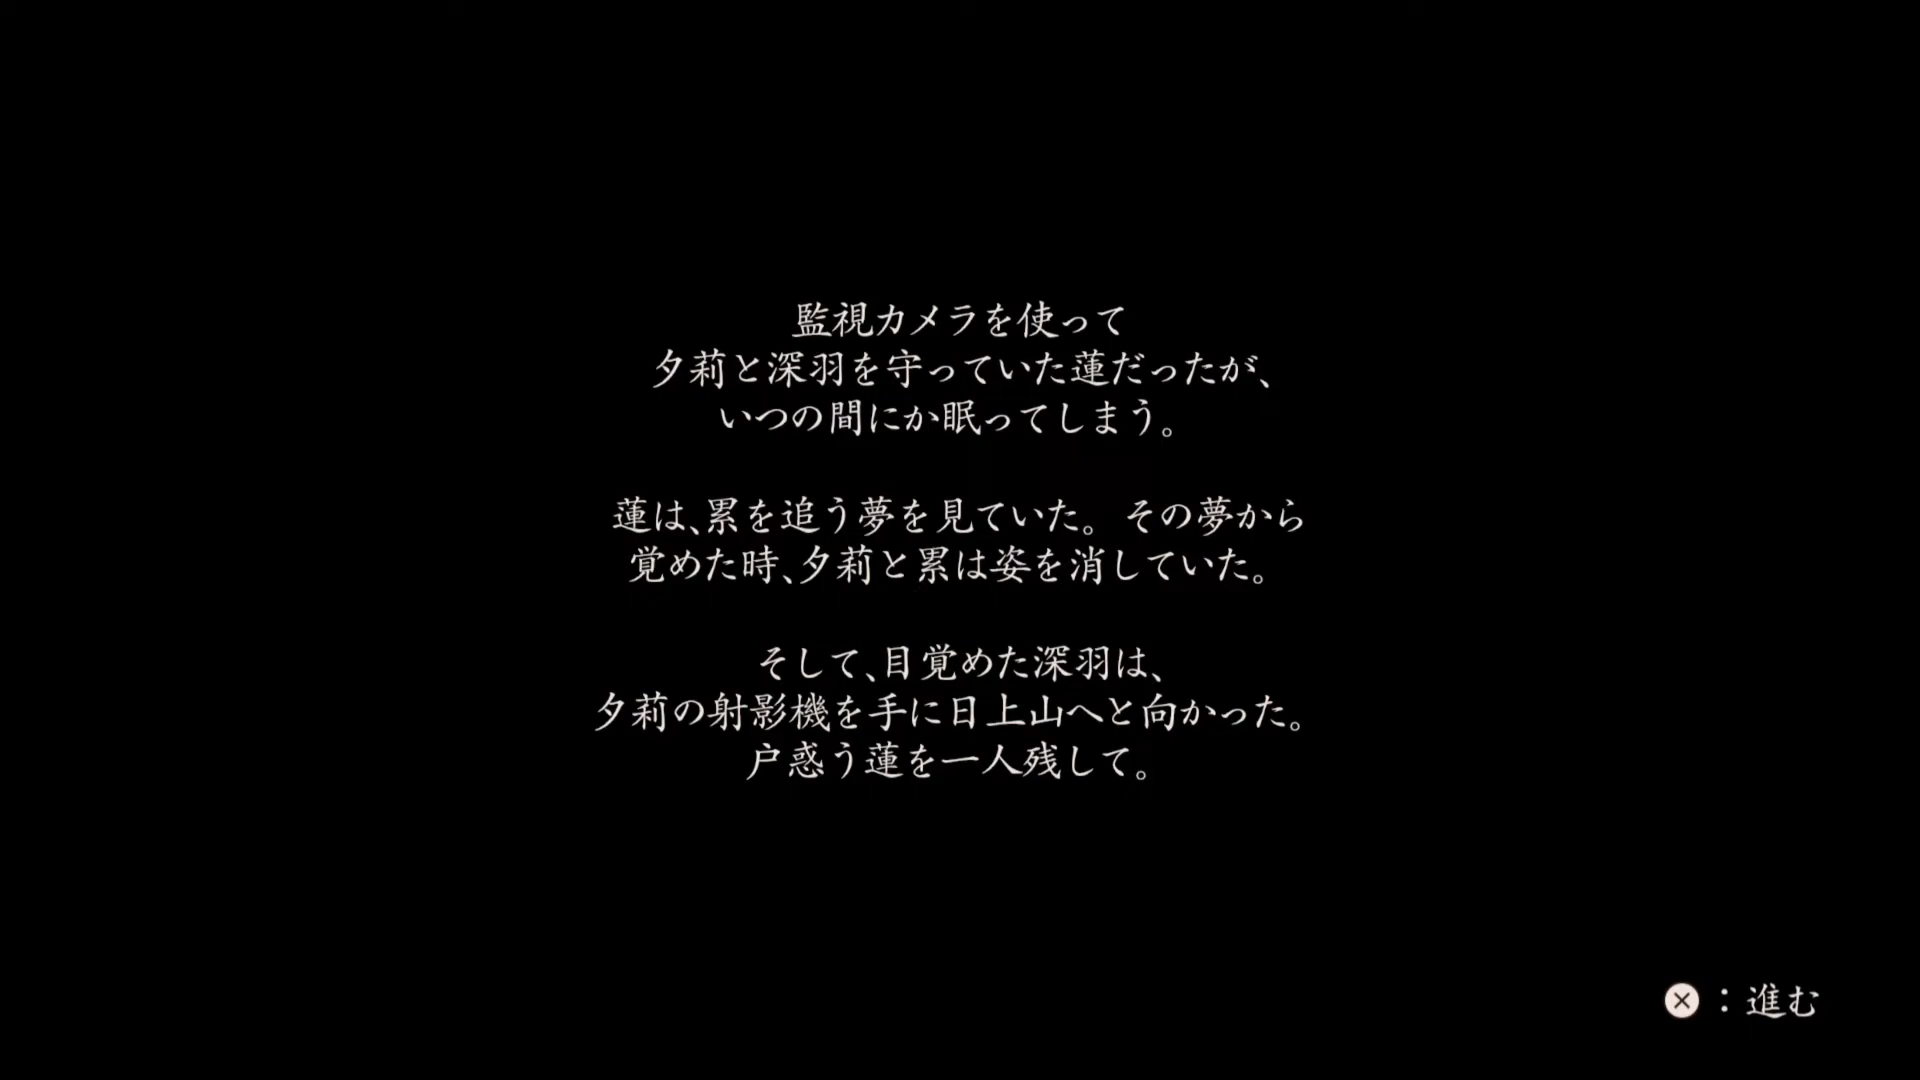 監視カメラを使って
夕莉と深羽を守っていた蓮だったが、
いつの間にか眠ってしまう。
蓮は、累を追う夢を見ていた。その夢から
覚めた時、夕莉と累は姿を消していた。
そして、目覚めた深羽は、
夕莉の射影機を手に日上山へと向かった。
戸惑う蓮を一人残して。
：進む